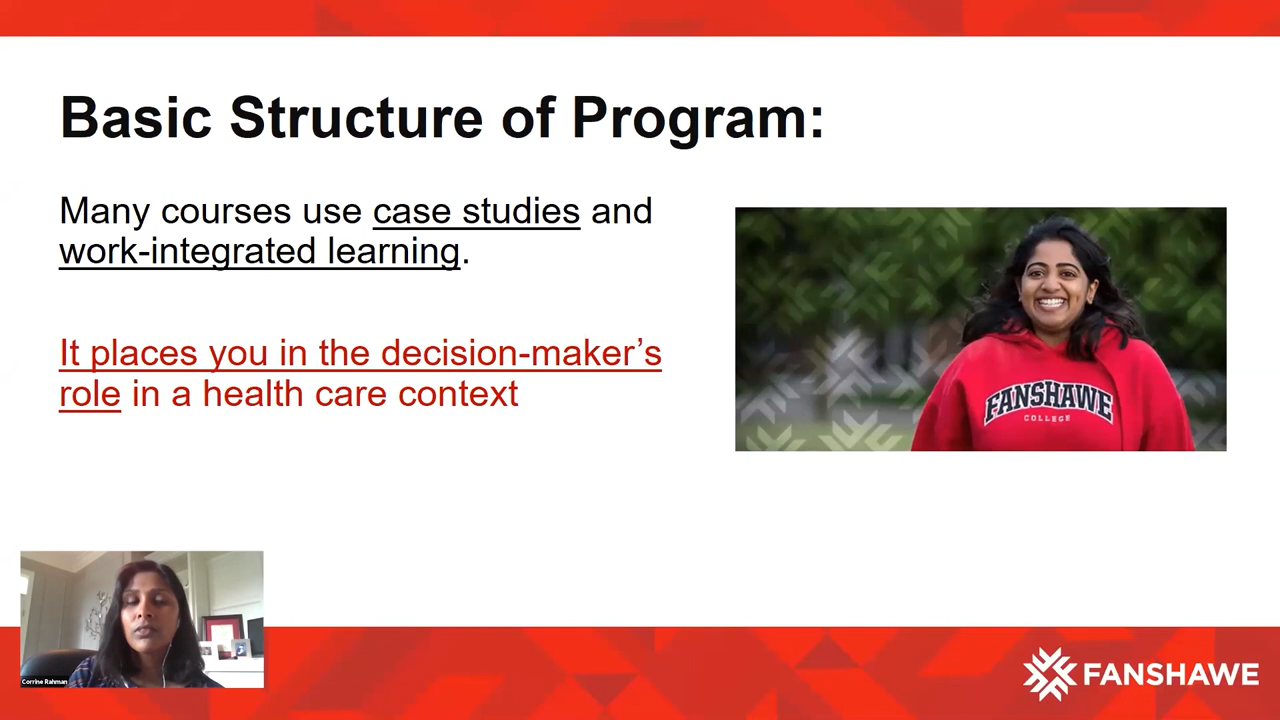 Basic Structure of Program:
Many courses use case studies and
work-integrated learning.
It places you in the decision-maker’s
role in a health care context
FANSHAWE
COLLEGE
Corrine Rahman
FANSHAWE